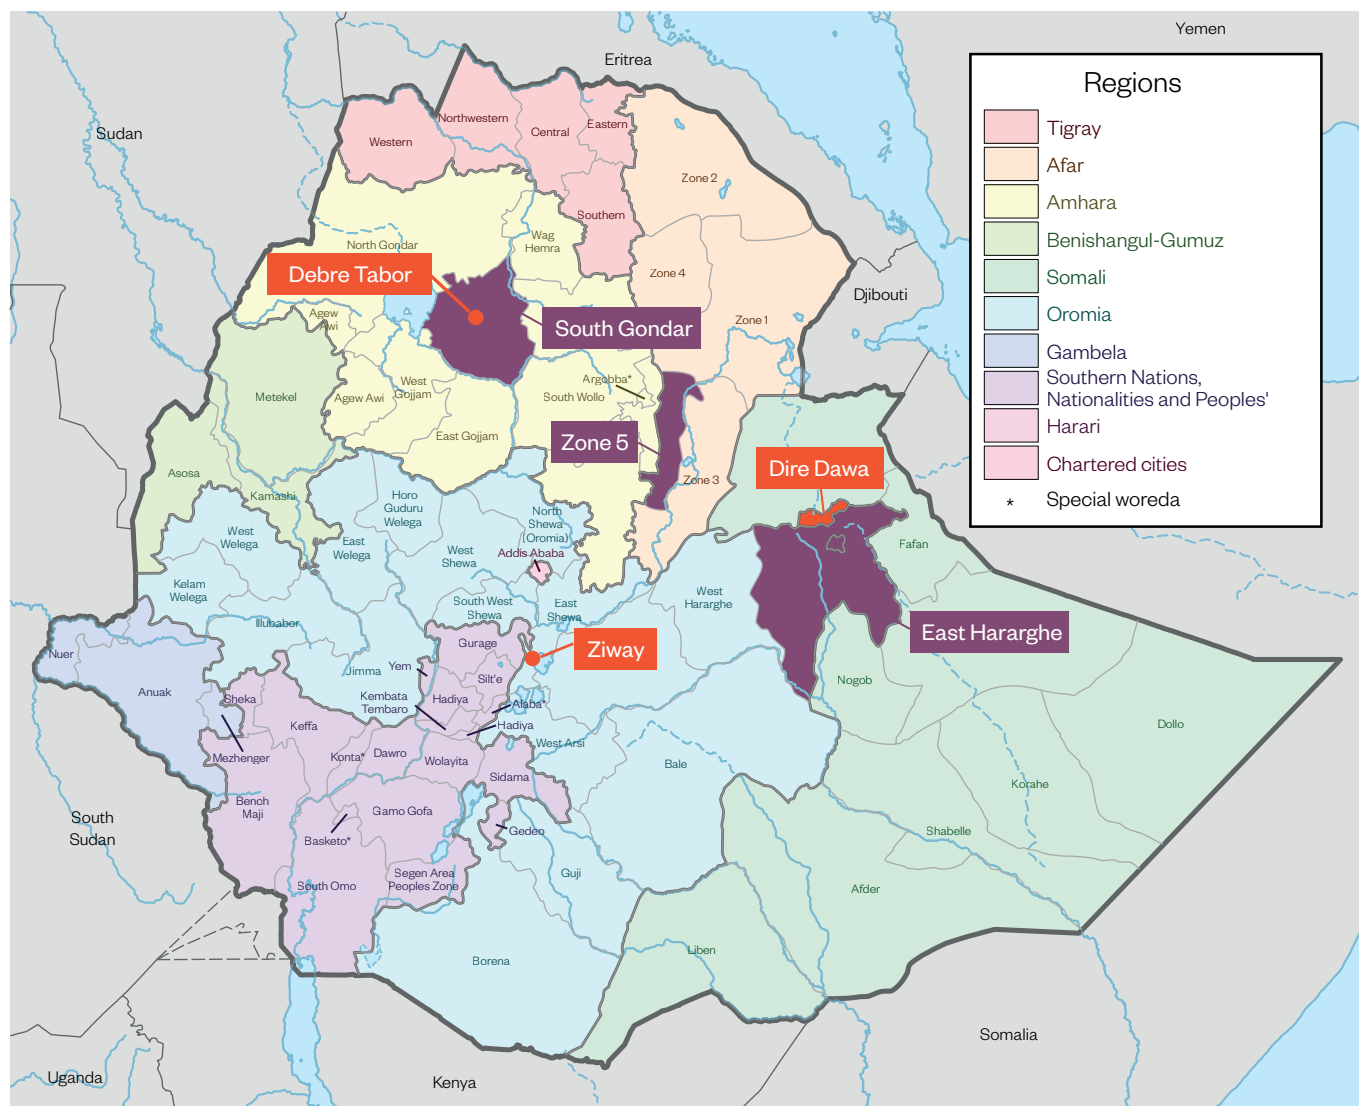 Yemen
Eritrea
Sudan
Regions
Tigray
Afar
Amhara
Benishangul-Gumuz
Somali
Oromia
Gambela
Southern Nations,
Nationalities and Peoples'
Harari
Chartered cities
* Special woreda
Northwestern
Eastern
Central
Western
Zone 2
Southern
Wag
Hemra
North Gondar
Debre Tabor
Zone 4
Djibouti
Agew
Awi
South Gondar
Zone 1
Argobba*
West
Gojjam
Agew Awi
South Wollo
Metekel
East Gojjam
Zone 5
Asosa
Zone 3
Dire Dawa
Kamashi
Horo
Guduru
Welega
North
Shewa
(Oromia)
West
Welega
East
Welega
West
Shewa
Addis Ababa
Fafan
Kelam
Welega
South West
Shewa
East
Shewa
West
Hararghe
Illubabor
East Hararghe
Gurage
Ziway
Nuer
Jimma
Yem
Silt'e
Nogob
Anuak
Sheka
Kembata
Tembaro
Hadiya
Alaba*
Hadiya
Keffa
Dollo
West Arsi
Mezhenger
Konta*
Dawro
Wolayita
Bale
Sidama
Korahe
Bench
Maji
Gamo Gofa
South
Sudan
Basketo*
Gedeo
Shabelle
Segen Area
Peoples Zone
Guji
South Omo
Afder
Liben
Borena
Somalia
Uganda
Kenya